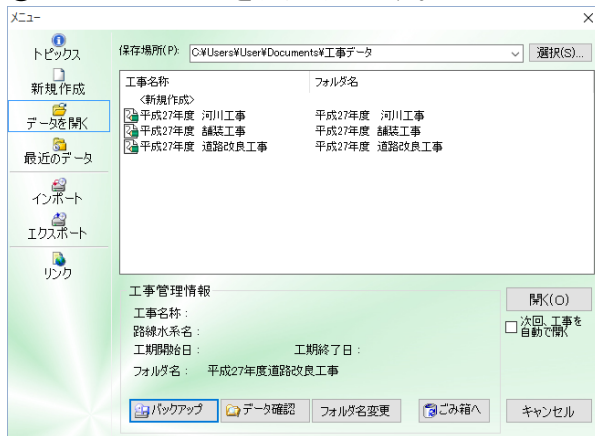 メニュー
トピックス
新規作成
データを開く
最近のデータ
インポート
エクスポート
リンク
保存場所(P): C:¥Users¥User¥Documents¥工事データ 選択(S)...
工事名称 フォルダ名
<新規作成>
平成27年度 河川工事 平成27年度 河川工事
平成27年度 舗装工事 平成27年度 舗装工事
平成27年度 道路改良工事 平成27年度 道路改良工事
工事管理情報
工事名称:
路線水系名:
工期開始日: 工期終了日:
フォルダ名: 平成27年度道路改良工事
開く(O)
次回、工事を
自動で開く
バックアップ データ確認 フォルダ名変更 ごみ箱へ キャンセル